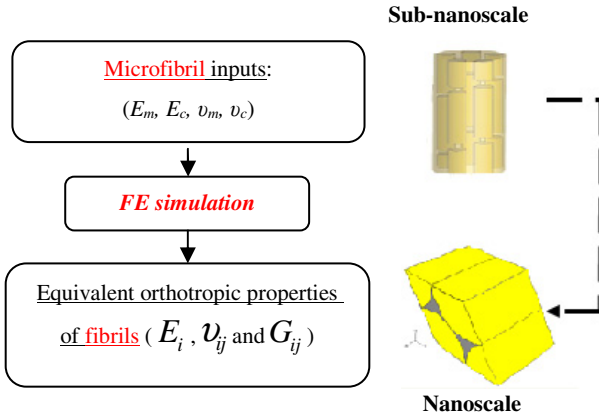 Sub-nanoscale
Microfibril inputs:
(Em, Ec, υm, υc)
FE simulation
Equivalent orthotropic properties
of fibrils ( Ei , υij and Gij )
Nanoscale